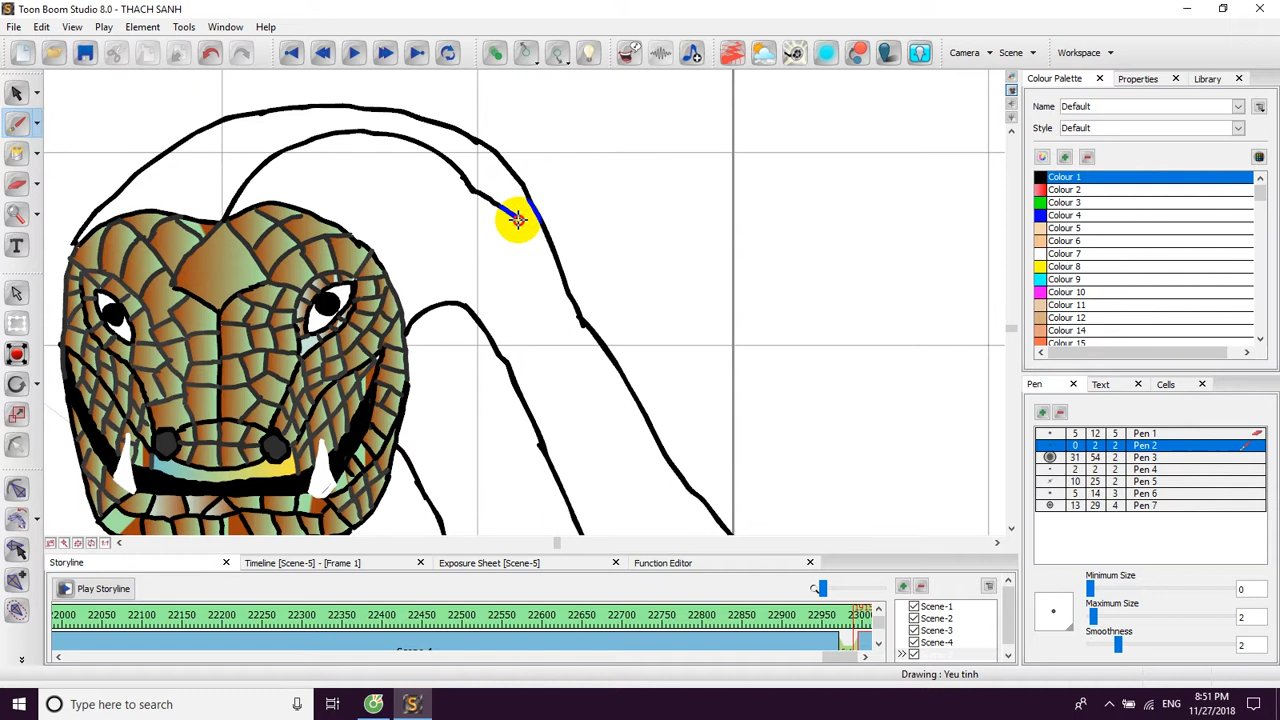 Toon Boom Studio 8.0 - THACH SANH
File Edit View Play Element Tools Window Help
Camera Scene Workspace
Colour Palette Properties Library
Name Default
Style Default
Colour 1
Colour 2
Colour 3
Colour 4
Colour 5
Colour 6
Colour 7
Colour 8
Colour 9
Colour 10
Colour 11
Colour 12
Colour 14
Colour 15
T
Pen Text Cells
5 12 5 Pen 1
0 2 2 Pen 2
31 54 2 Pen 3
2 2 2 Pen 4
10 25 2 Pen 5
5 14 3 Pen 6
13 29 4 Pen 7
Minimum Size
0
Maximum Size
2
Smoothness
2
1:1
Storyline Timeline [Scene-5] - [Frame 1] Exposure Sheet [Scene-5] Function Editor
Play Storyline
22050 22100 22150 22200 22250 22300 22350 22400 22450 22500 22550 22600 22650 22700 22750 22800 22850 22900 22950
Scene-1
Scene-2
Scene-3
Scene-4
Drawing : Yeu tinh
Type here to search
S
ENG
8:51 PM
11/27/2018